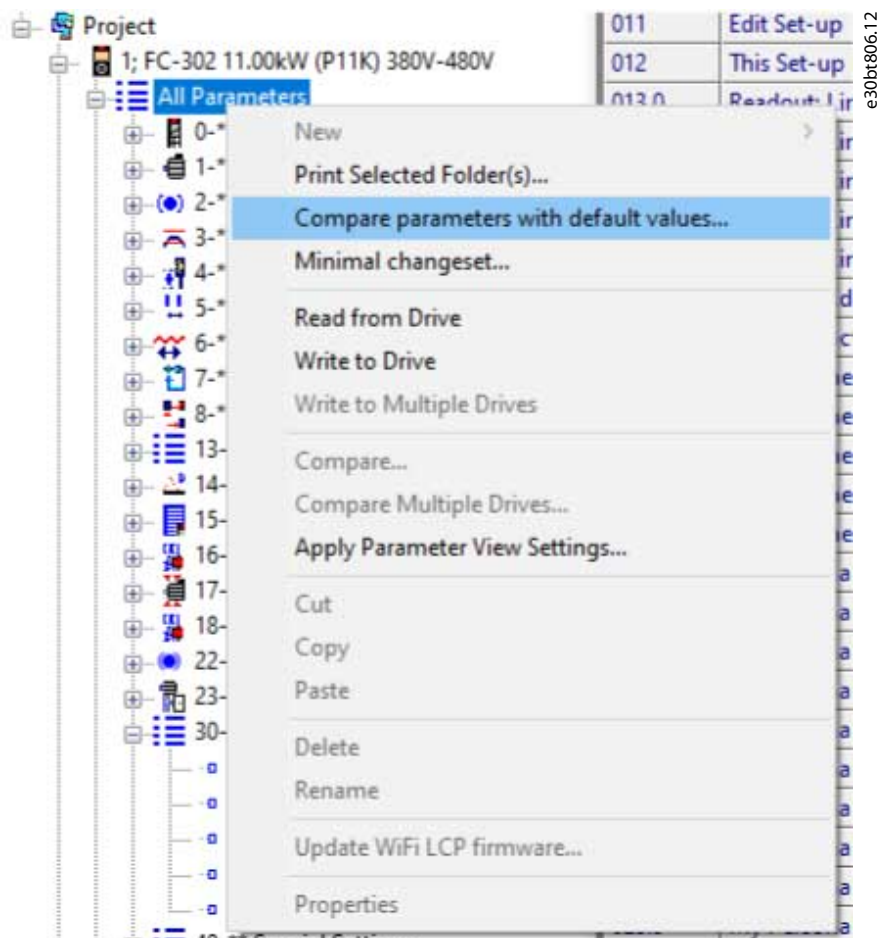 Project
1; FC-302 11.00kW (P11K) 380V-480V
All Parameters
0-*
1-*
2-*
3-*
4-*
5-*
6-*
7-*
8-*
13-
14-
15-
16-
17-
18-
22-
23-
30-
New
Print Selected Folder(s)...
Compare parameters with default values...
Minimal changeset...
Read from Drive
Write to Drive
Write to Multiple Drives
Compare...
Compare Multiple Drives...
Apply Parameter View Settings...
Cut
Copy
Paste
Delete
Rename
Update WiFi LCP firmware...
Properties
011 Edit Set-up
012 This Set-up
013.0 Readout:
e30bt806.12